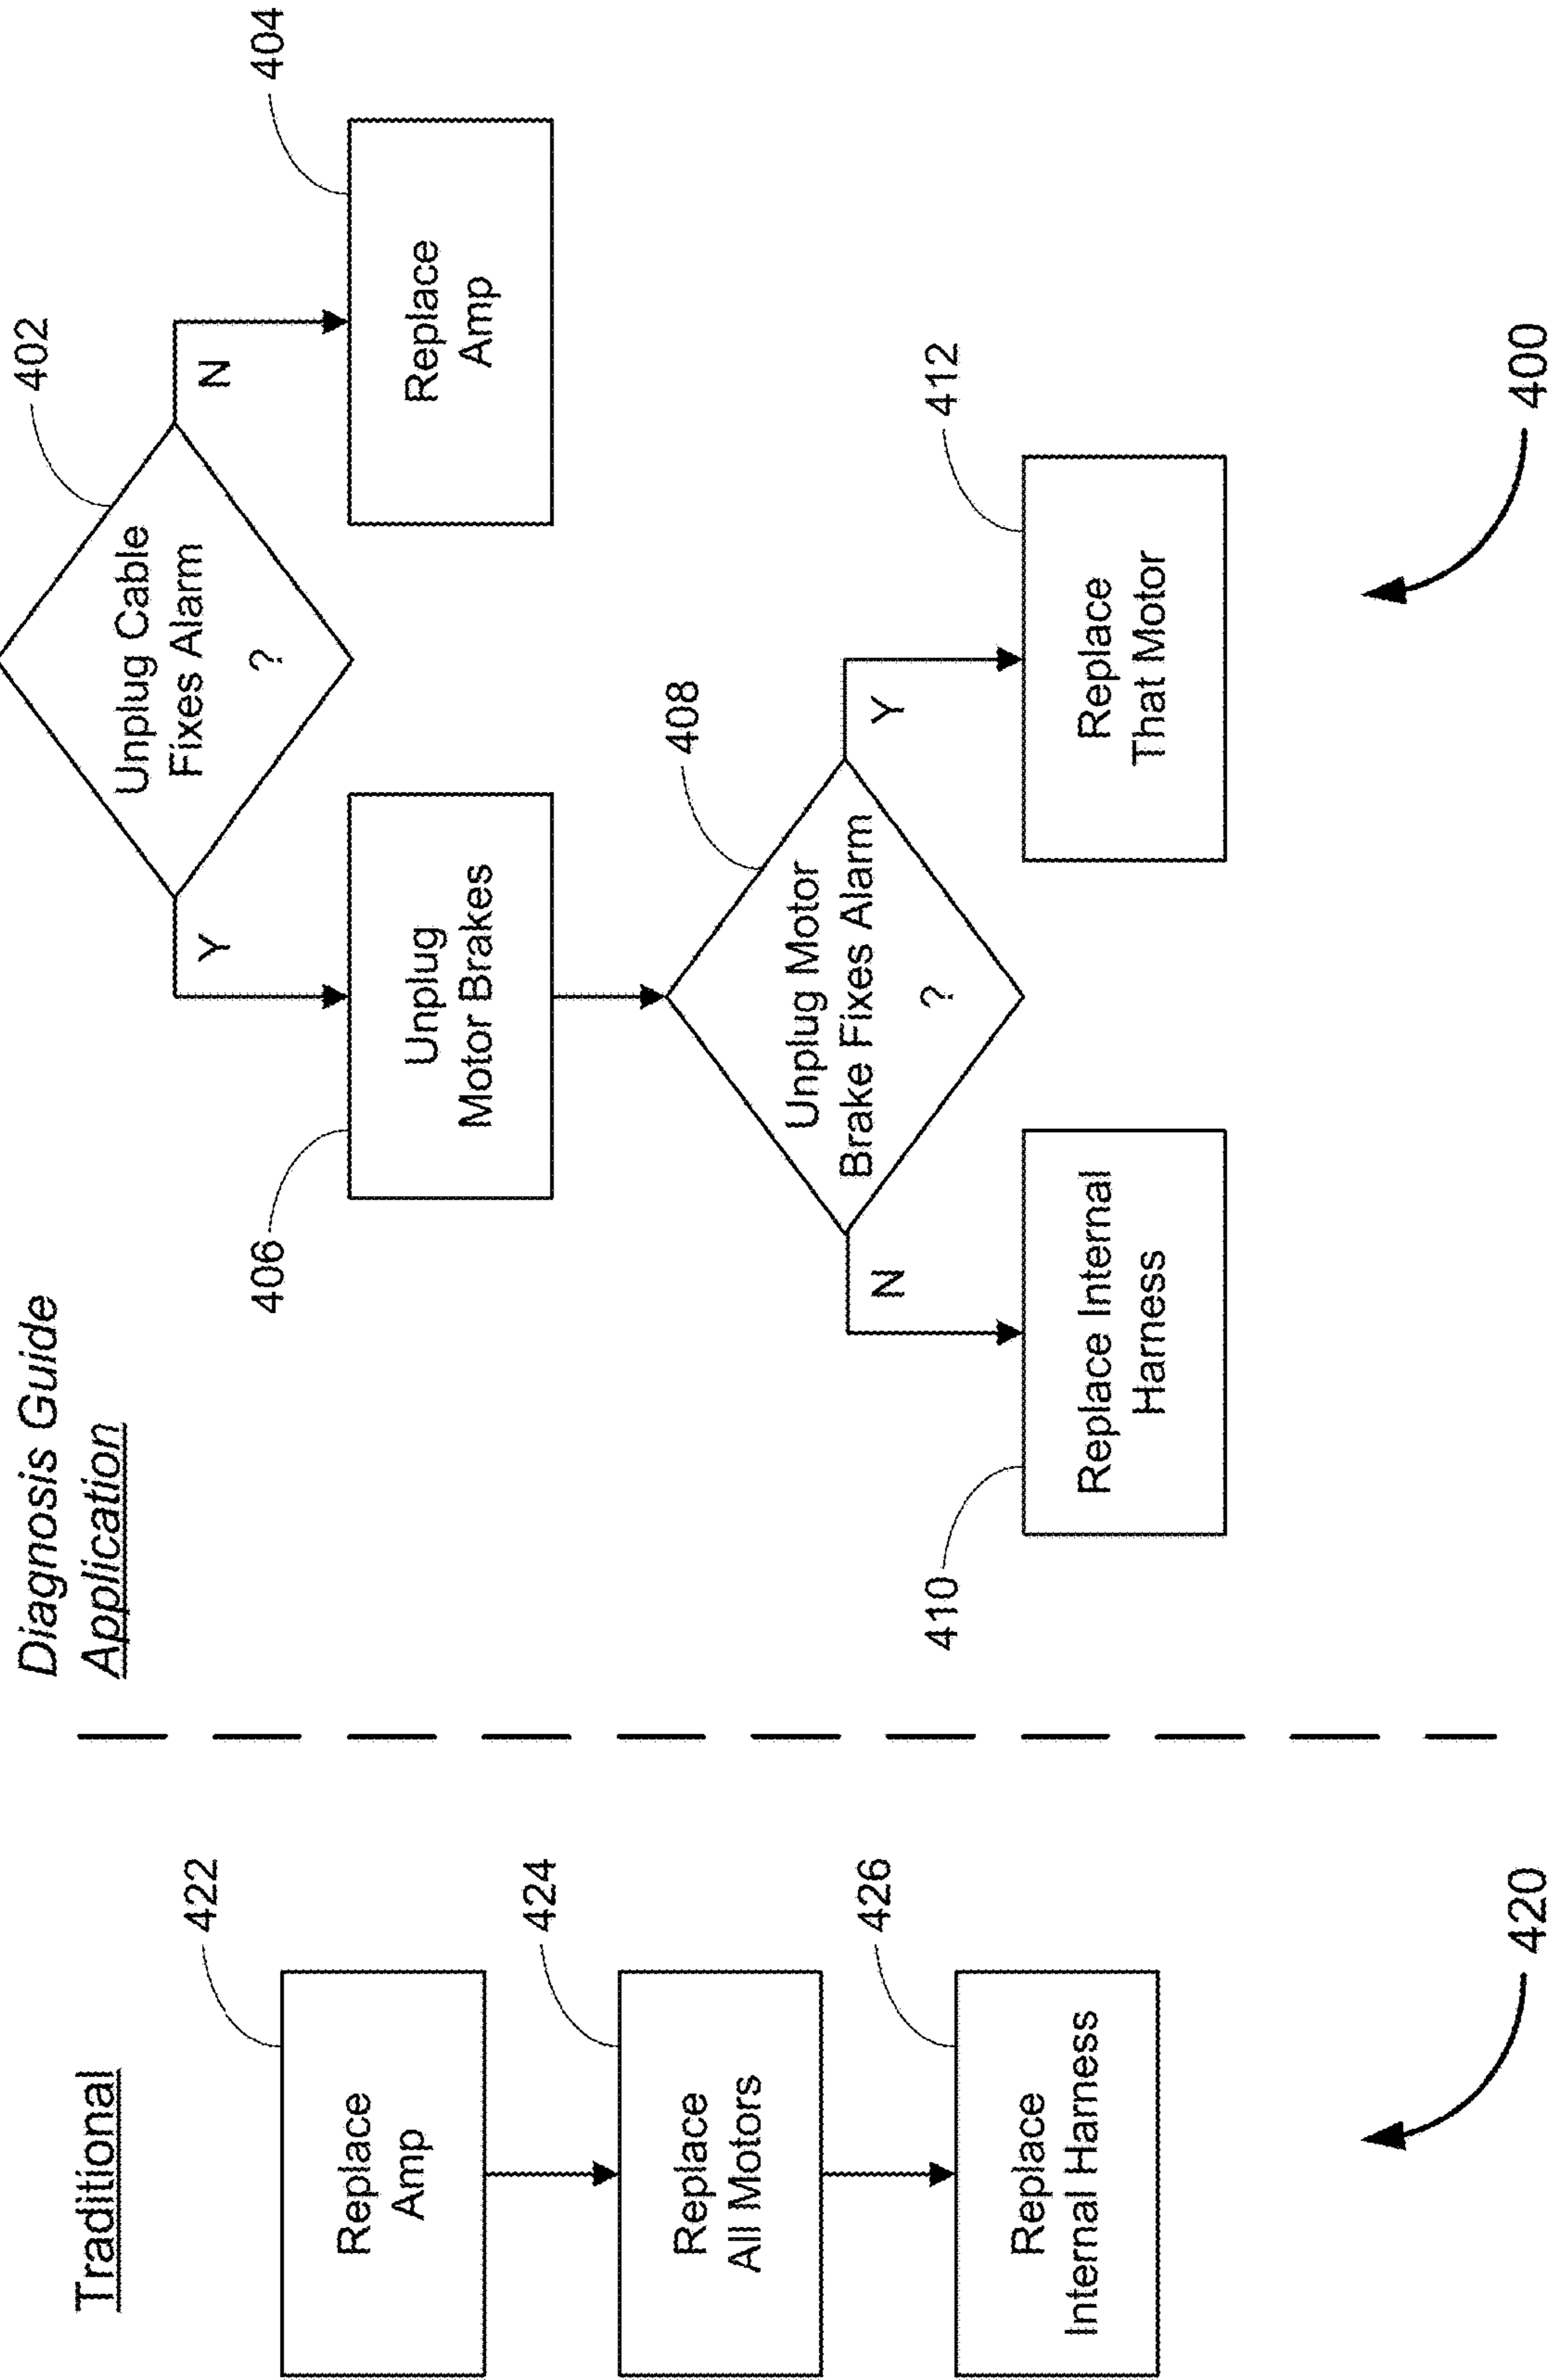 Traditional
422
Replace
Amp
424
Replace
All Motors
426
Replace
Internal Harness
420
Diagnosis Guide
Application
402
Unplug Cable
Fixes Alarm
?
Y
N
404
Replace
Amp
406
Unplug
Motor Brakes
408
Unplug Motor
Brake Fixes Alarm
?
N
Y
410
Replace Internal
Harness
412
Replace
That Motor
400